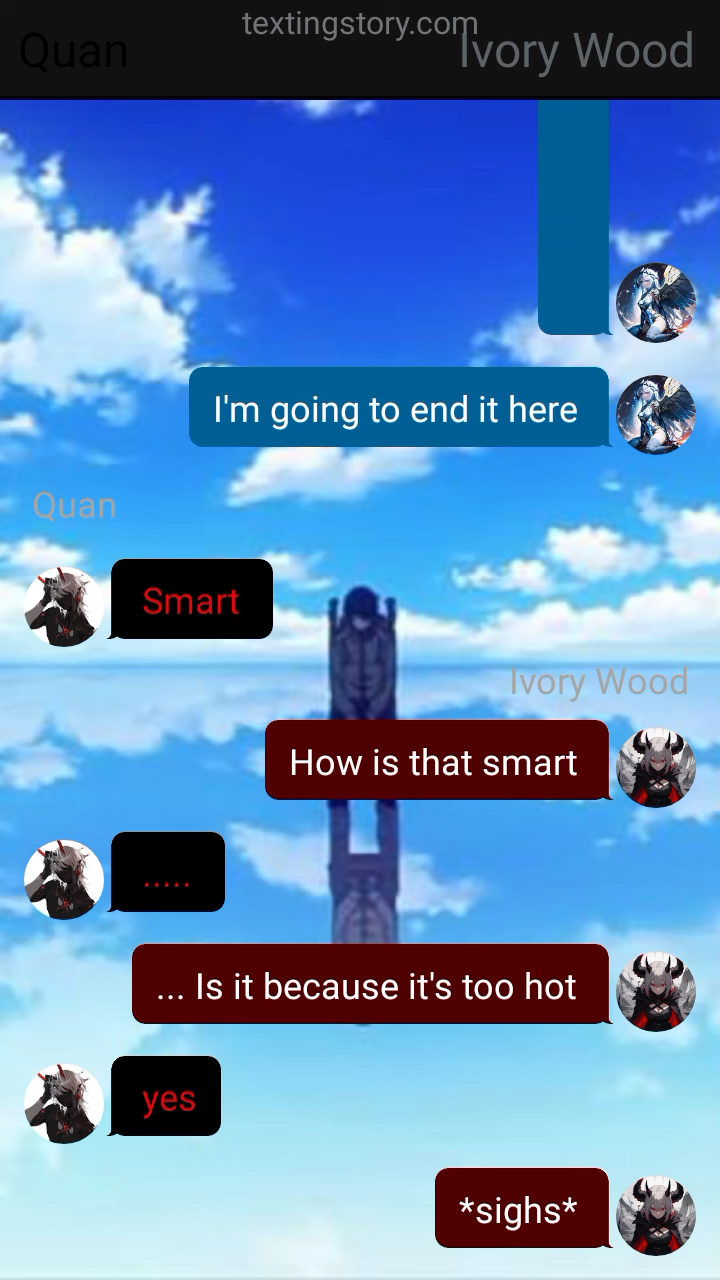 textingstory.com
Quan
Ivory Wood
I'm going to end it here
Quan
Smart
Ivory Wood
How is that smart
.....
... Is it because it's too hot
yes
*sighs*